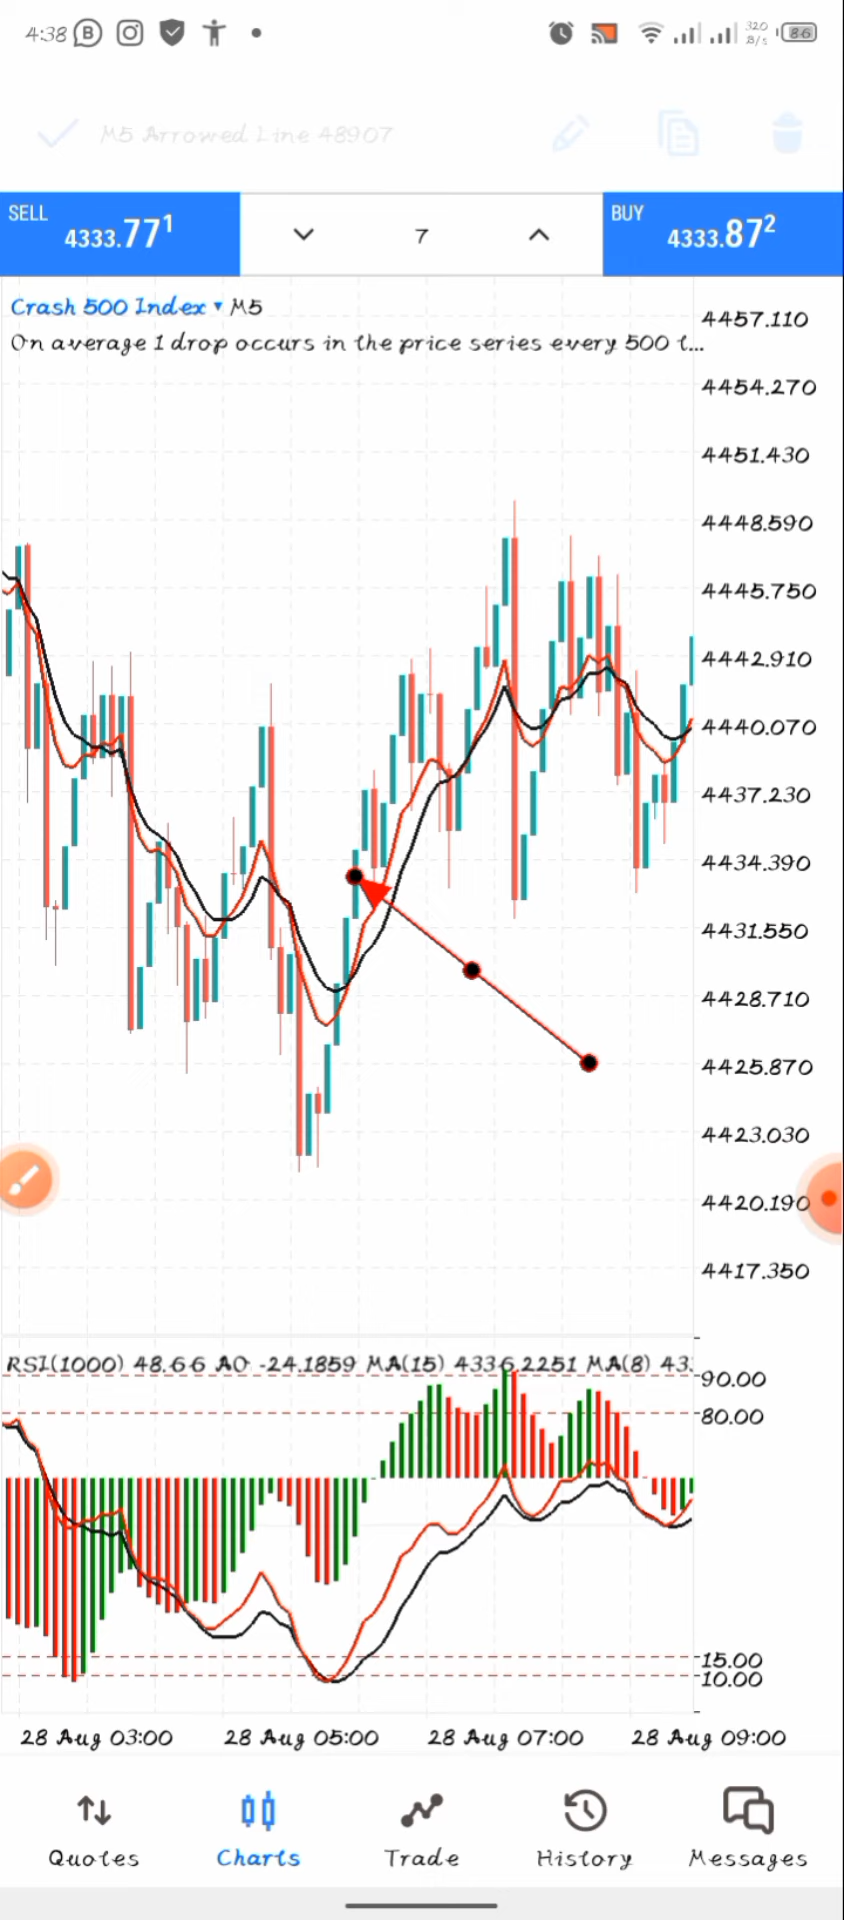 4:38
320 B/s 86
M5 Arrowed Line 48907
SELL 4333.771
7
BUY 4333.872
Crash 500 Index ▾ M5
On average 1 drop occurs in the price series every 500 t...
4457.110
4454.270
4451.430
4448.590
4445.750
4442.910
4440.070
4437.230
4434.390
4431.550
4428.710
4425.870
4423.030
4420.190
4417.350
RSI(1000) 48.66 AO -24.1859 MA(15) 4336.2251 MA(8) 43
90.00
80.00
15.00
10.00
28 Aug 03:00 28 Aug 05:00 28 Aug 07:00 28 Aug 09:00
Quotes Charts Trade History Messages